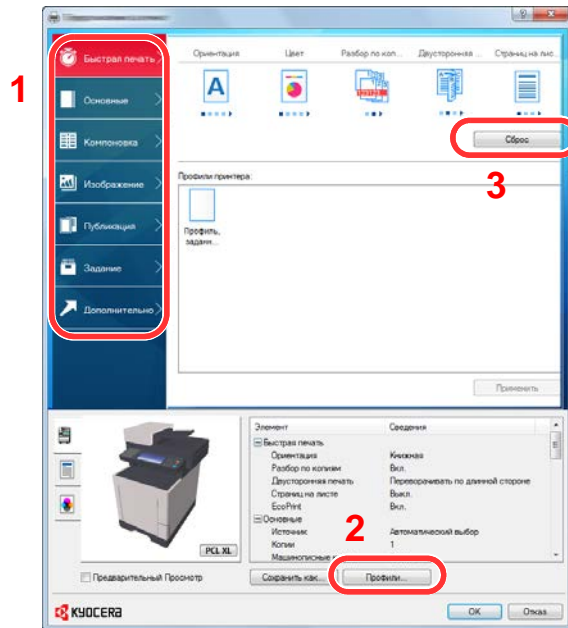 Быстрая печать
Ориентация
Цвет
Разбор по коп...
Двусторонняя ...
Страниц на лис...
1
Основные
A
123123
Компоновка
Сброс
3
Изображение
Профили принтера:
Публикация
Профиль,
заданн...
Задание
Дополнительно
Применить
Элемент
Сведения
Быстрая печать
Ориентация
Книжная
Разбор по копиям
Вкл.
Двусторонняя печать
Переворачивать по длинной стороне
Страниц на листе
Выкл.
EcoPrint
Вкл.
Основные
Источник
Автоматический выбор
2
Копии
1
Машинописные
PCL XL
Предварительный Просмотр
Сохранить как...
Профили...
KYOCERA
OK
Отказ